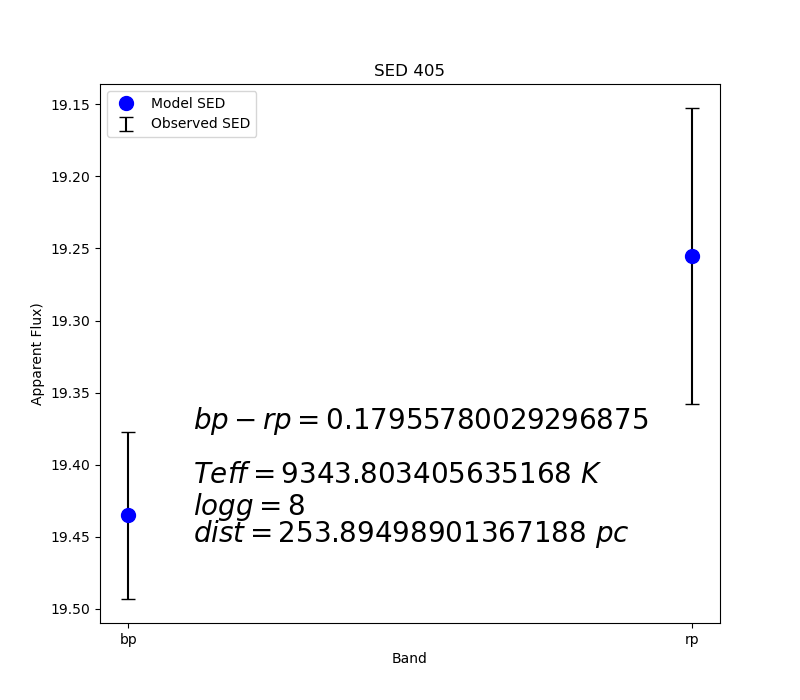 SED 405
Model SED
Observed SED
19.15
19.20
19.25
19.30
19.35
19.40
19.45
19.50
Apparent Flux)
bp − rp = 0.17955780029296875
Teff = 9343.803405635168 K
logg = 8
dist = 253.89498901367188 pc
bp
rp
Band